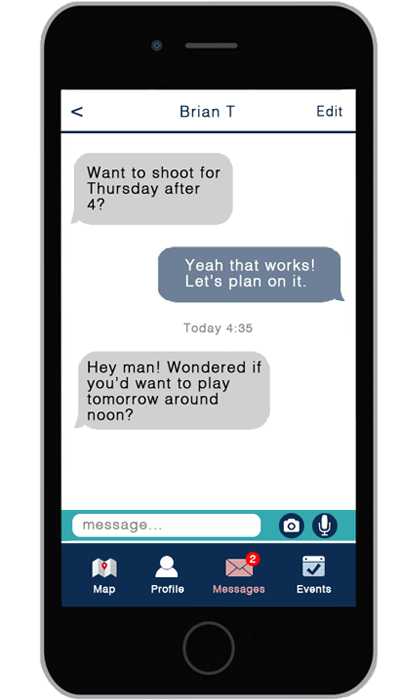 <
Brian T
Edit
Want to shoot for
Thursday after
4?
Yeah that works!
Let's plan on it.
Today 4:35
Hey man! Wondered if
you'd want to play
tomorrow around
noon?
message...
2
Map
Profile
Messages
Events